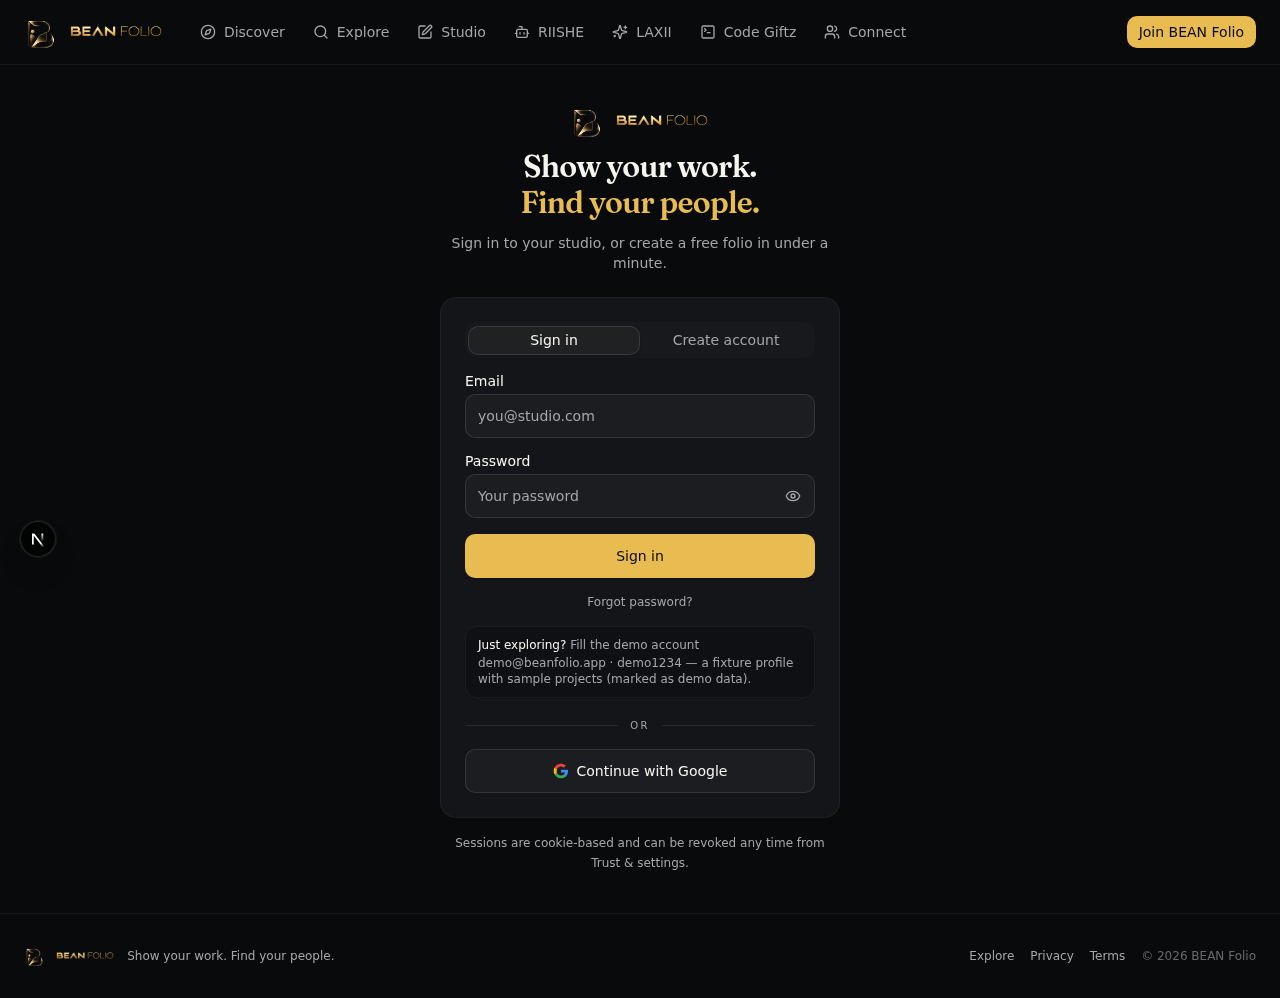 BEAN FOLIO
Discover
Explore
Studio
RIISHE
LAXII
Code Giftz
Connect
Join BEAN Folio
BEAN FOLIO
Show your work.
Find your people.
Sign in to your studio, or create a free folio in under a
minute.
Sign in
Create account
Email
you@studio.com
Password
Your password
N
Sign in
Forgot password?
Just exploring? Fill the demo account
demo@beanfolio.app · demo1234 — a fixture profile
with sample projects (marked as demo data).
OR
Continue with Google
Sessions are cookie-based and can be revoked any time from
Trust & settings.
BEAN FOLIO
Show your work. Find your people.
Explore
Privacy
Terms
© 2026 BEAN Folio